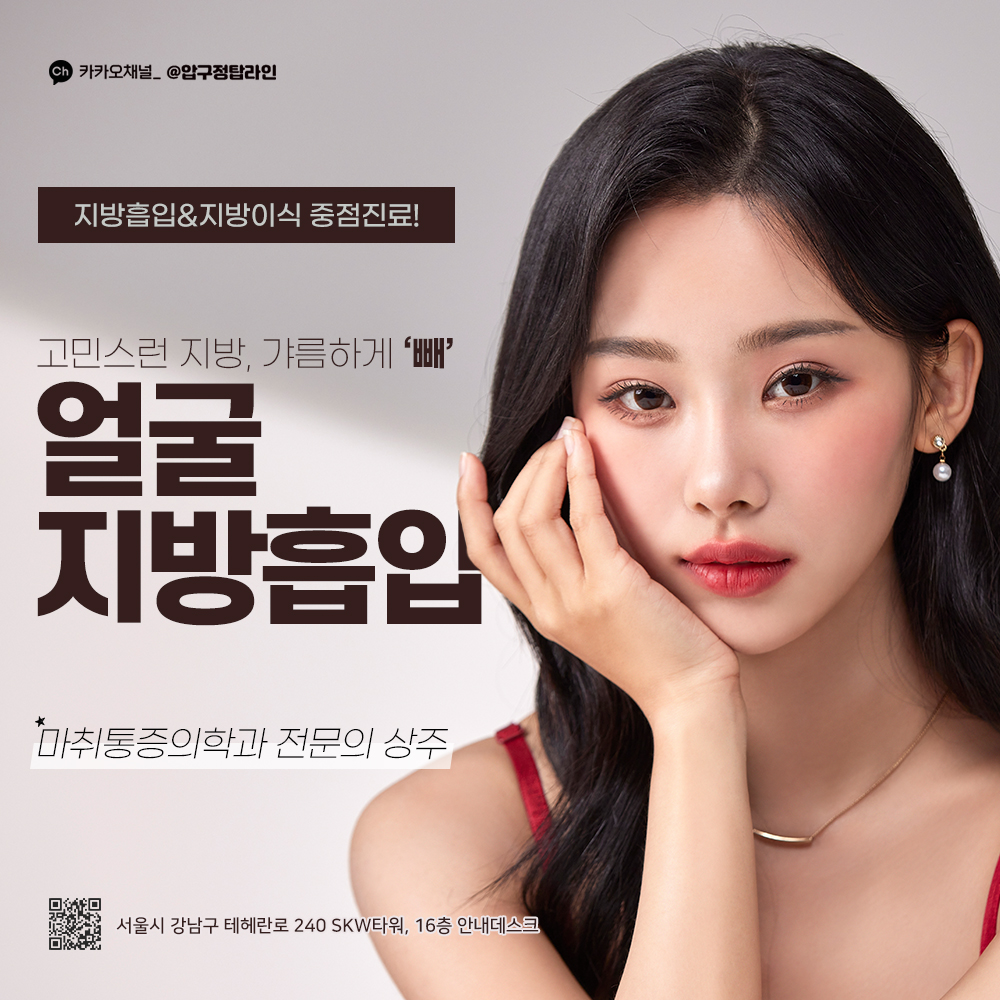 Ch 카카오채널_ @압구정탑라인
지방흡입&지방이식 중점진료!
고민스런 지방, 갸름하게 ‘빼’
얼굴
지방흡입
마취통증의학과 전문의 상주
서울시 강남구 테헤란로 240 SKW타워, 16층 안내데스크